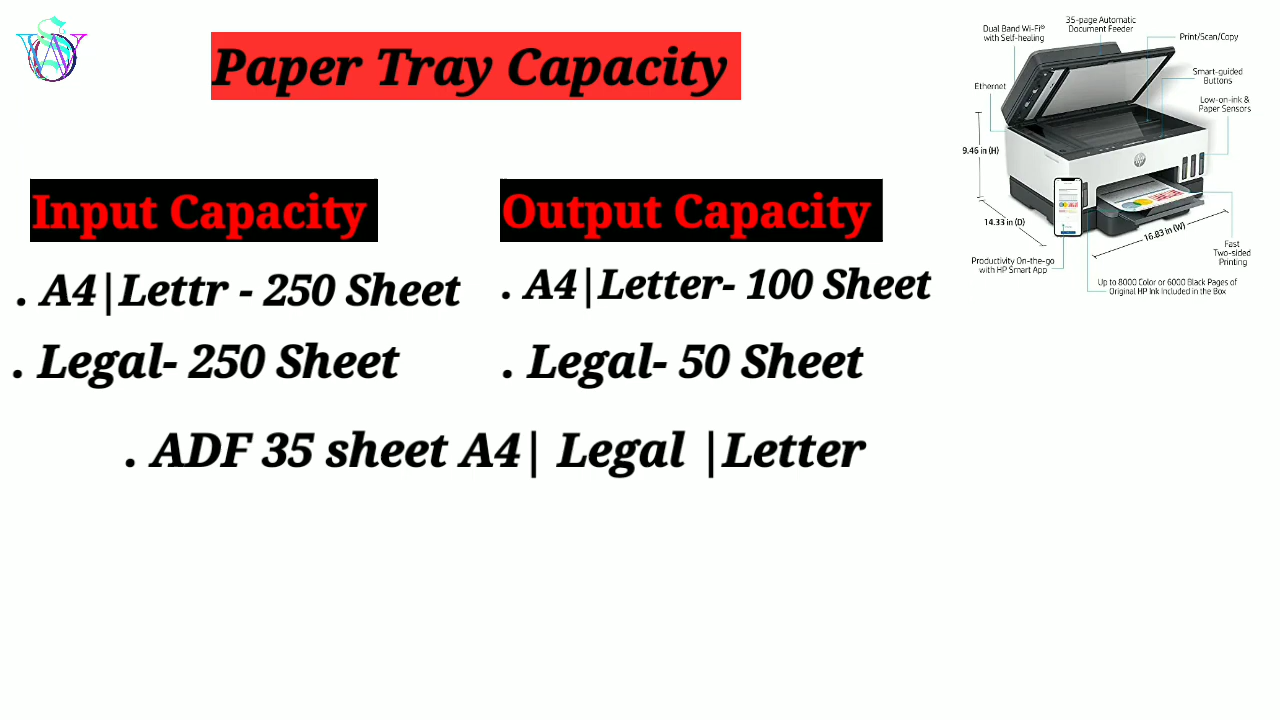 Paper Tray Capacity
Input Capacity
. A4|Lettr - 250 Sheet
. Legal- 250 Sheet
Output Capacity
. A4|Letter- 100 Sheet
. Legal- 50 Sheet
. ADF 35 sheet A4| Legal |Letter
Dual Band Wi-Fi®
with Self-healing
35-page Automatic
Document Feeder
Print/Scan/Copy
Smart-guided
Buttons
Low-on-ink &
Paper Sensors
Ethernet
9.46 in (H)
14.33 in (D)
16.83 in (W)
Productivity On-the-go
with HP Smart App
Fast
Two-sided
Printing
Up to 8000 Color or 6000 Black Pages of
Original HP Ink Included in the Box